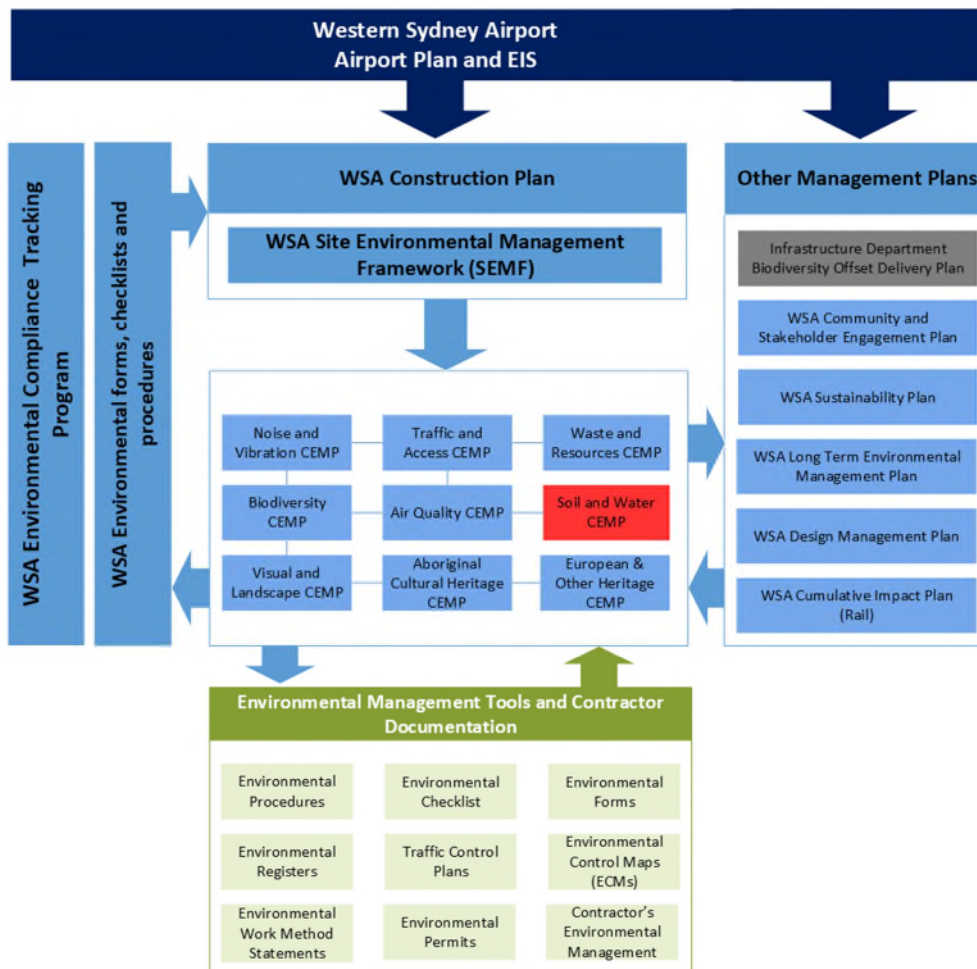 Western Sydney Airport
Airport Plan and EIS
WSA Environmental Compliance Tracking
Program
WSA Environmental forms, checklists and
procedures
WSA Construction Plan
WSA Site Environmental Management
Framework (SEMF)
Other Management Plans
Infrastructure Department
Biodiversity Offset Delivery Plan
WSA Community and
Stakeholder Engagement Plan
WSA Sustainability Plan
WSA Long Term Environmental
Management Plan
WSA Design Management Plan
WSA Cumulative Impact Plan
(Rail)
Noise and
Vibration CEMP
Traffic and
Access CEMP
Waste and
Resources CEMP
Biodiversity
CEMP
Air Quality CEMP
Soil and Water
CEMP
Visual and
Landscape CEMP
Aboriginal
Cultural Heritage
CEMP
European &
Other Heritage
CEMP
Environmental Management Tools and Contractor
Documentation
Environmental
Procedures
Environmental
Checklist
Environmental
Forms
Environmental
Registers
Traffic Control
Plans
Environmental
Control Maps
(ECMs)
Environmental
Work Method
Statements
Environmental
Permits
Contractor's
Environmental
Management